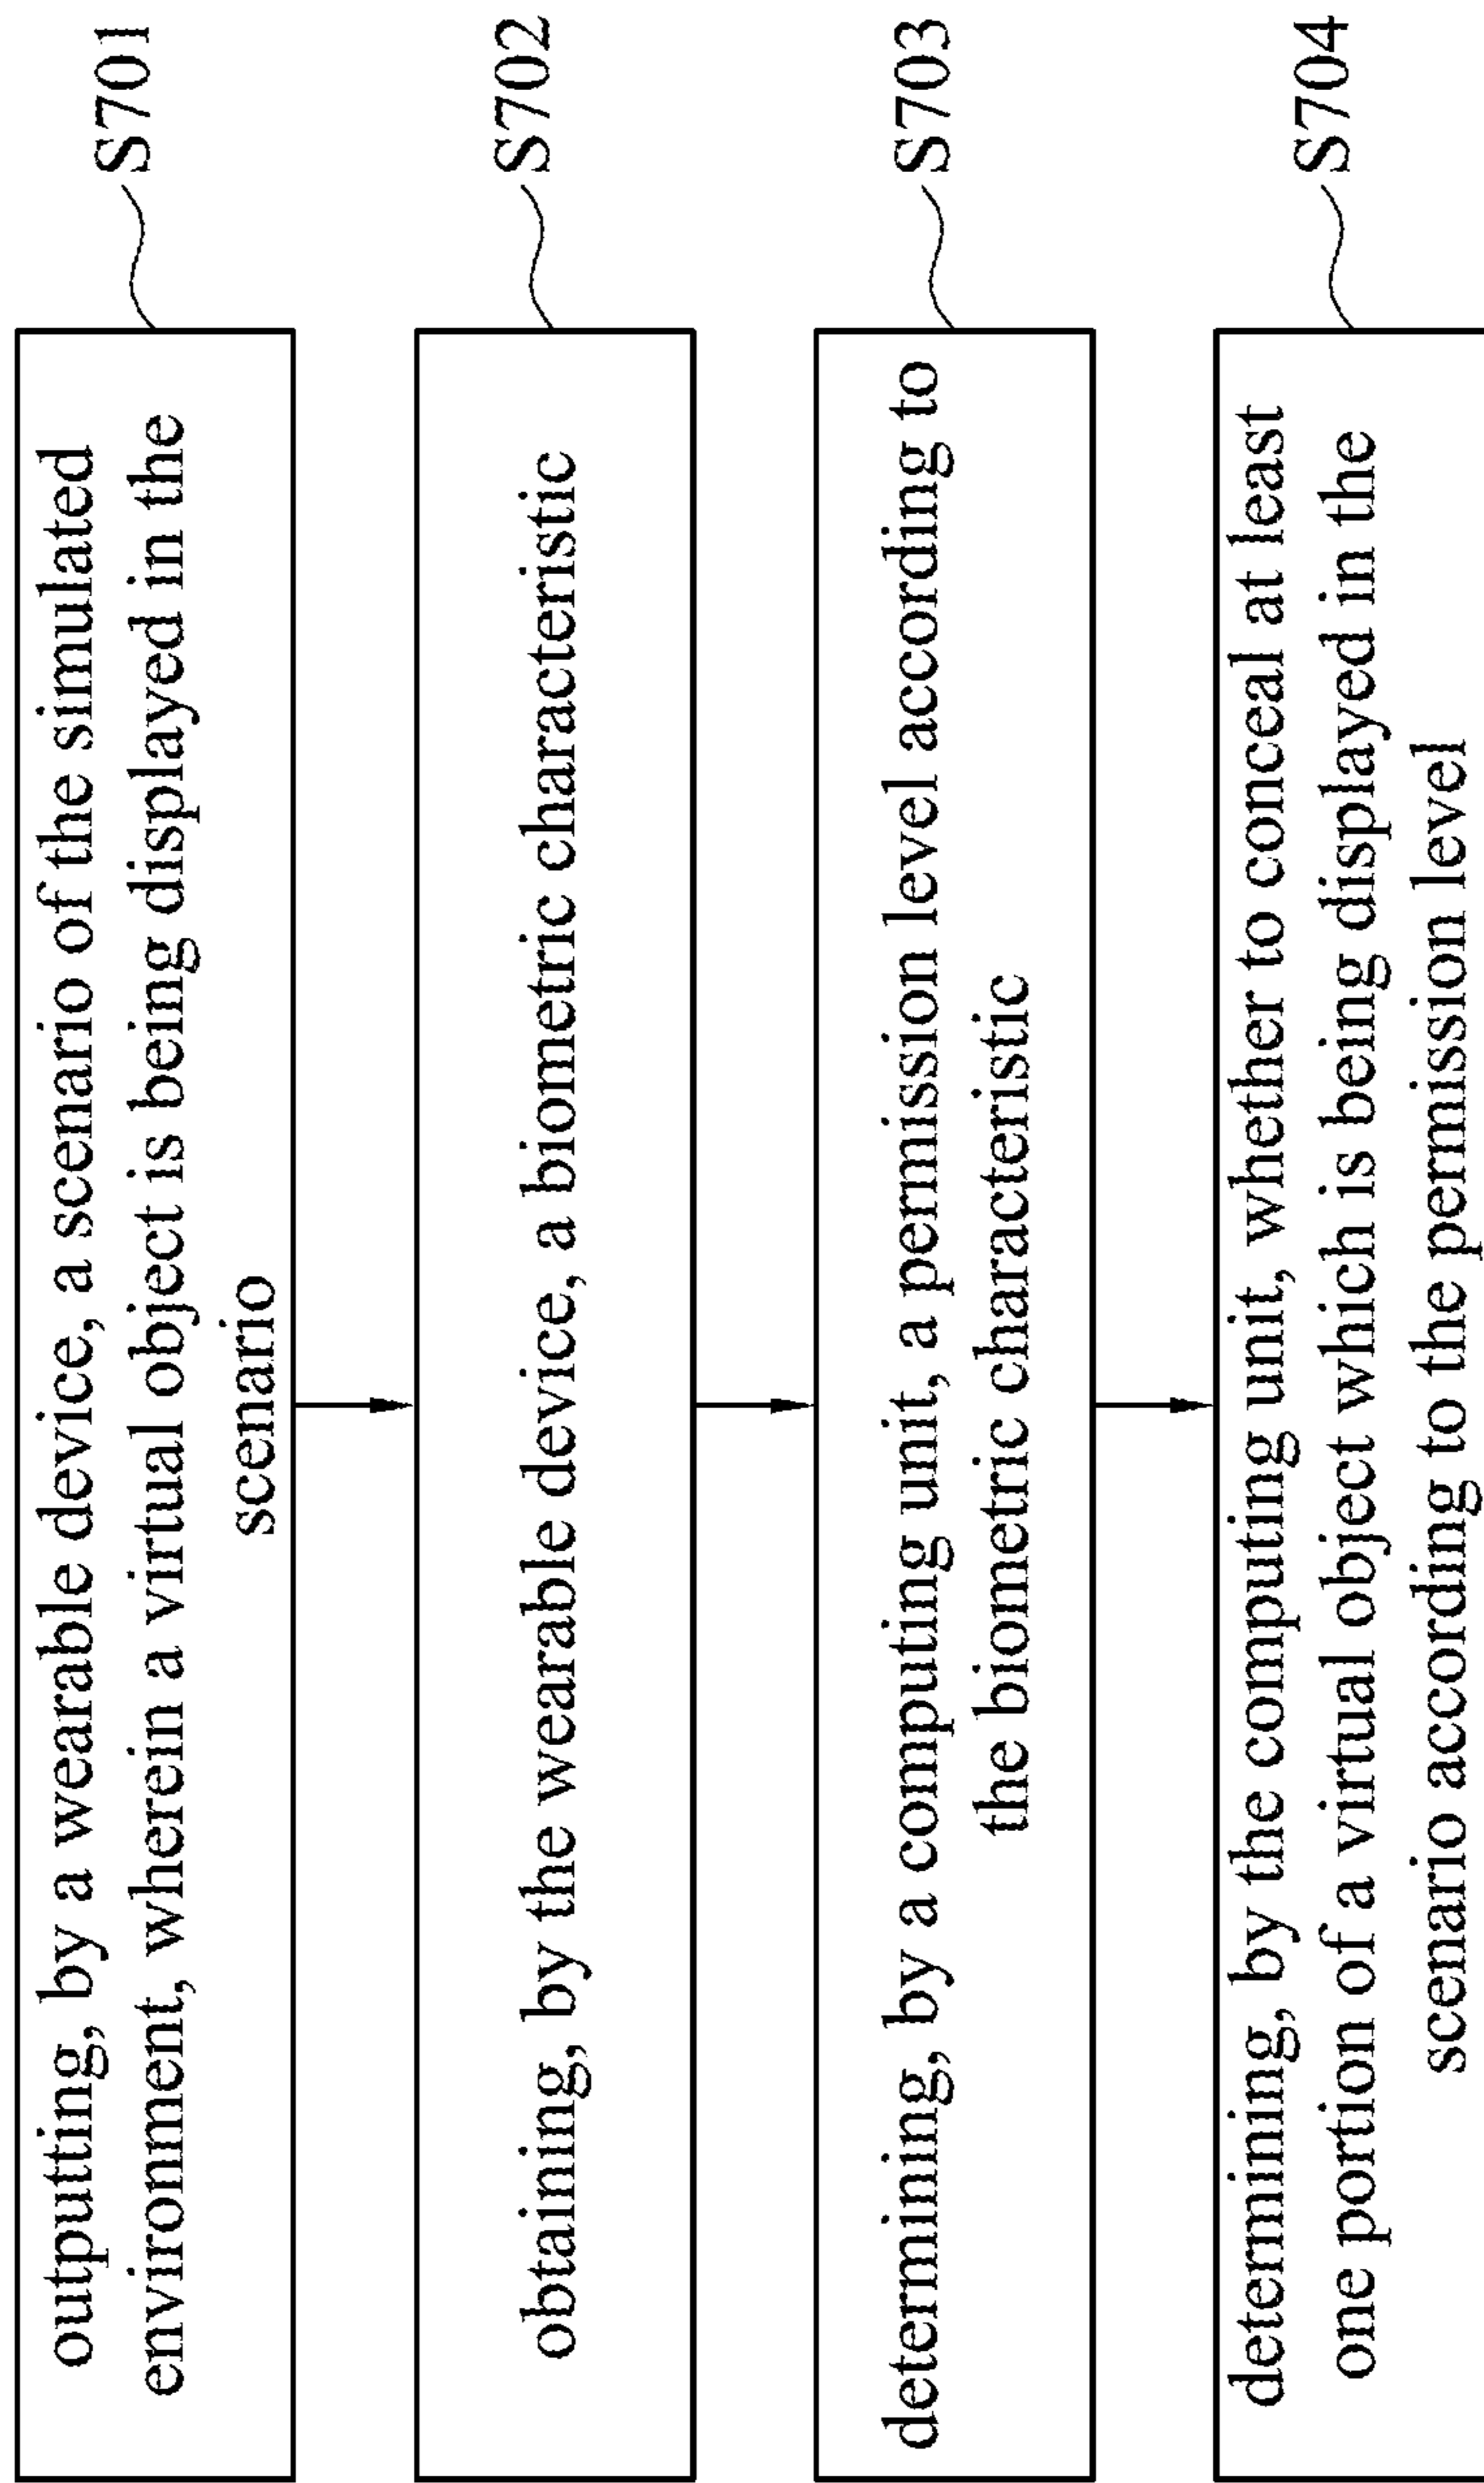 outputting, by a wearable device, a scenario of the simulated
environment, wherein a virtual object is being displayed in the
scenario
S701
obtaining, by the wearable device, a biometric characteristic
S702
determining, by a computing unit, a permission level according to
the biometric characteristic
S703
determining, by the computing unit, whether to conceal at least
one portion of a virtual object which is being displayed in the
scenario according to the permission level
S704